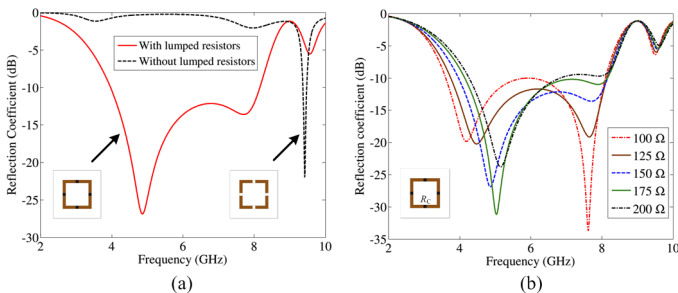 0
-5
-10
-15
-20
-25
-30
Reflection Coefficient (dB)
With lumped resistors
Without lumped resistors
2 4 6 8 10
Frequency (GHz)
(a)
0
-5
-10
-15
-20
-25
-30
-35
Reflection Coefficient (dB)
100 Ω
125 Ω
150 Ω
175 Ω
200 Ω
RC
2 4 6 8 10
Frequency (GHz)
(b)